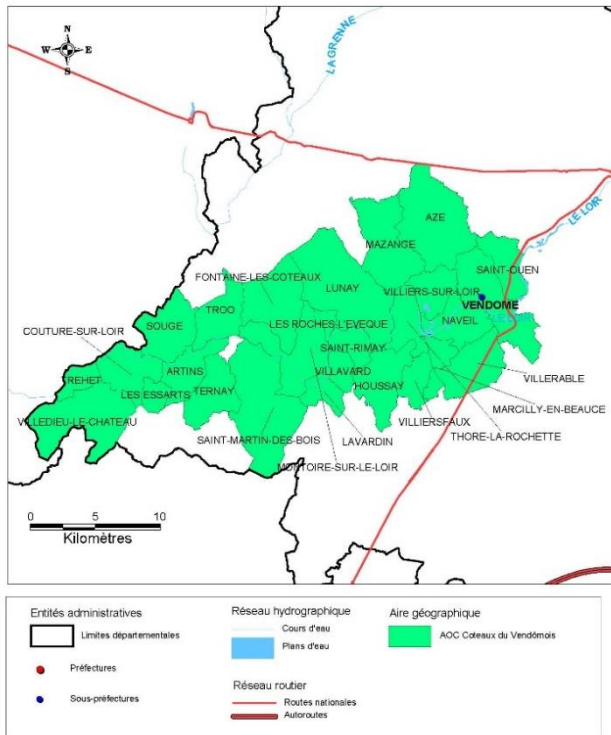 N
W E
S
LA GRENNE
LE LOIR
AZE
MAZANGE
SAINT-OUEN
FONTAINE-LES-COTEAUX
LUNAY
VILLIERS-SUR-LOIR
VENDOME
TROO
SOUGE
LES ROCHES-L'EVEQUE
NAVEIL
COUTURE-SUR-LOIR
SAINT-RIMAY
ARTINS
VILLAVARD
VILLERABLE
TREHET
LES ESSARTS
TERNAY
HOUSSAY
MARCILLY-EN-BEAUCE
VILLEDIEU-LE-CHATEAU
VILLIERSFAUX
SAINT-MARTIN-DES-BOIS
LAVARDIN
THORE-LA-ROCHETTE
MONTOIRE-SUR-LE-LOIR
0 5 10
Kilomètres
Entités administratives
Limites départementales
Préfectures
Sous-préfectures
Réseau hydrographique
Cours d'eau
Plans d'eau
Réseau routier
Routes nationales
Autoroutes
Aire géographique
AOC Coteaux du Vendômois